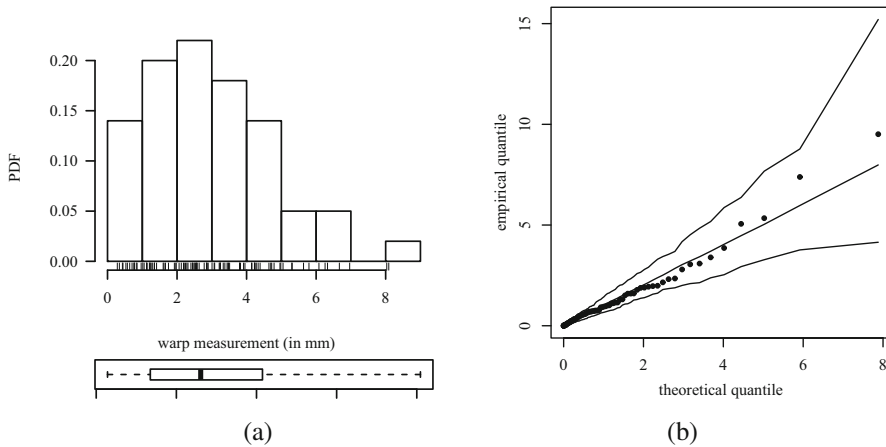 PDF
0.00
0.05
0.10
0.15
0.20
0 2 4 6 8
warp measurement (in mm)
(a)
empirical quantile
0
5
10
15
0 2 4 6 8
theoretical quantile
(b)